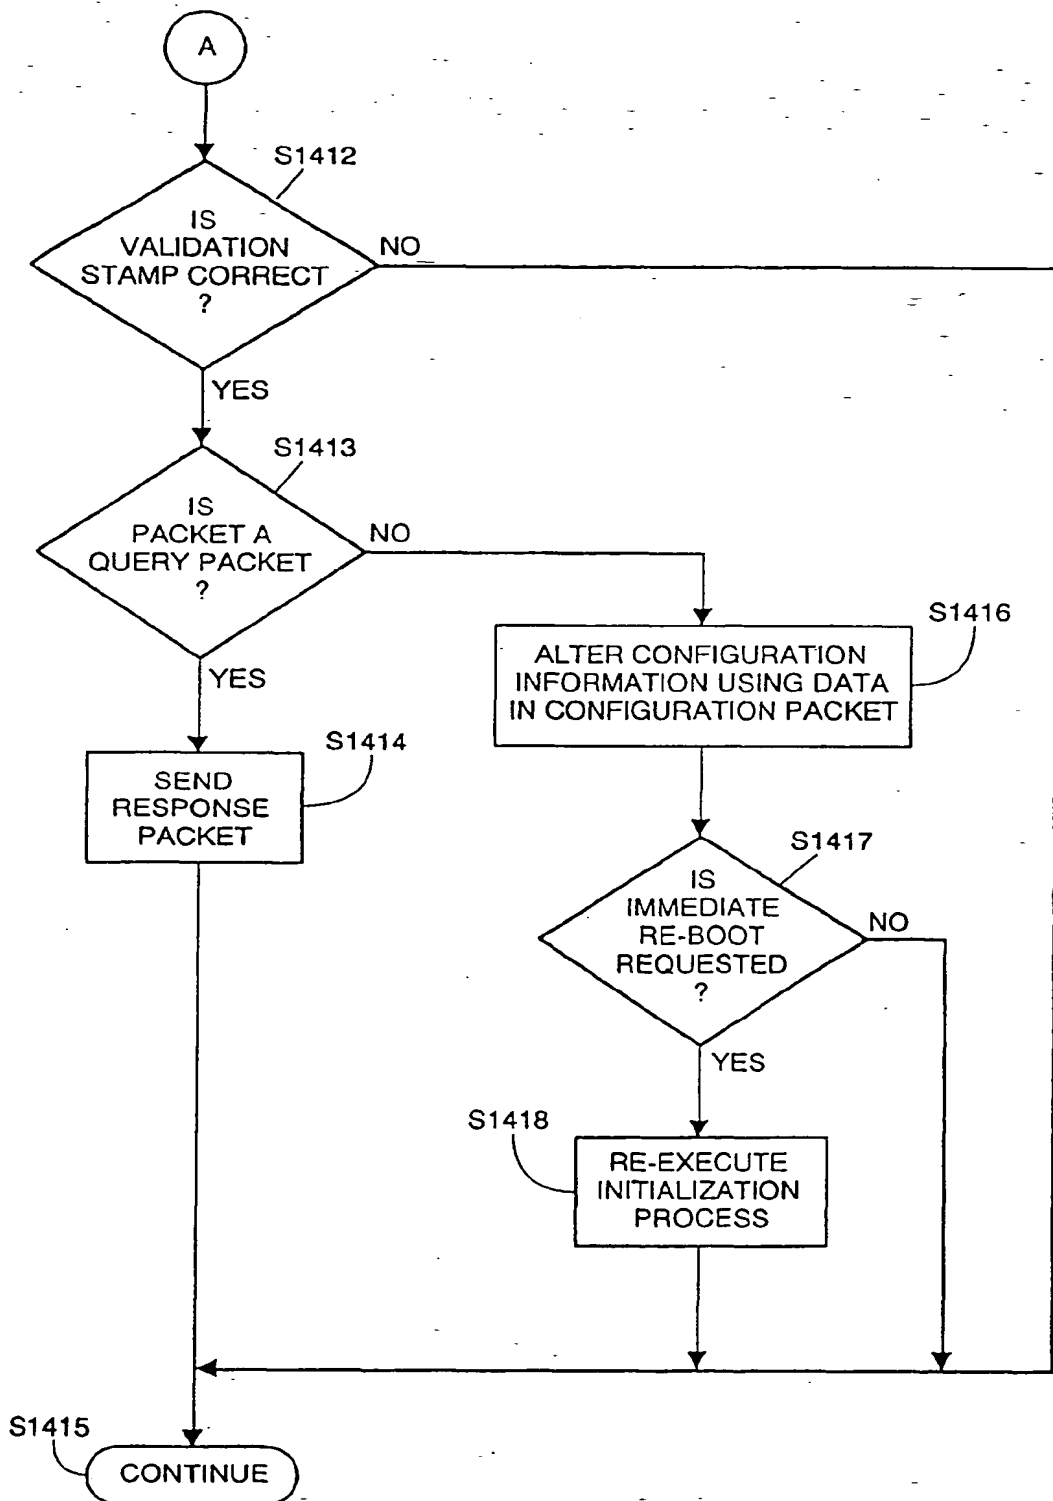 A
S1412
IS
VALIDATION
STAMP CORRECT
?
NO
YES
S1413
IS
PACKET A
QUERY PACKET
?
NO
YES
S1416
ALTER CONFIGURATION
INFORMATION USING DATA
IN CONFIGURATION PACKET
S1414
SEND
RESPONSE
PACKET
S1417
IS
IMMEDIATE
RE-BOOT
REQUESTED
?
NO
YES
S1418
RE-EXECUTE
INITIALIZATION
PROCESS
S1415
CONTINUE